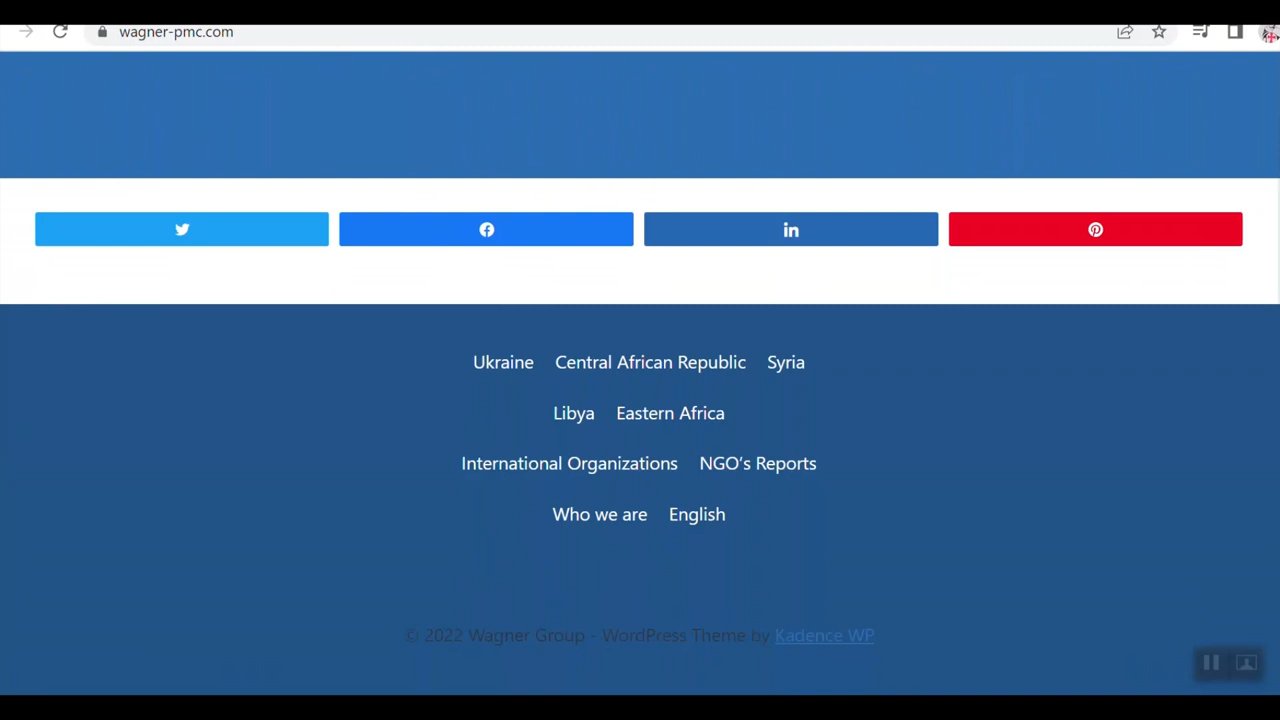 wagner-pmc.com
in
Ukraine Central African Republic Syria
Libya Eastern Africa
International Organizations NGO’s Reports
Who we are English
© 2022 Wagner Group - WordPress Theme by Kadence WP